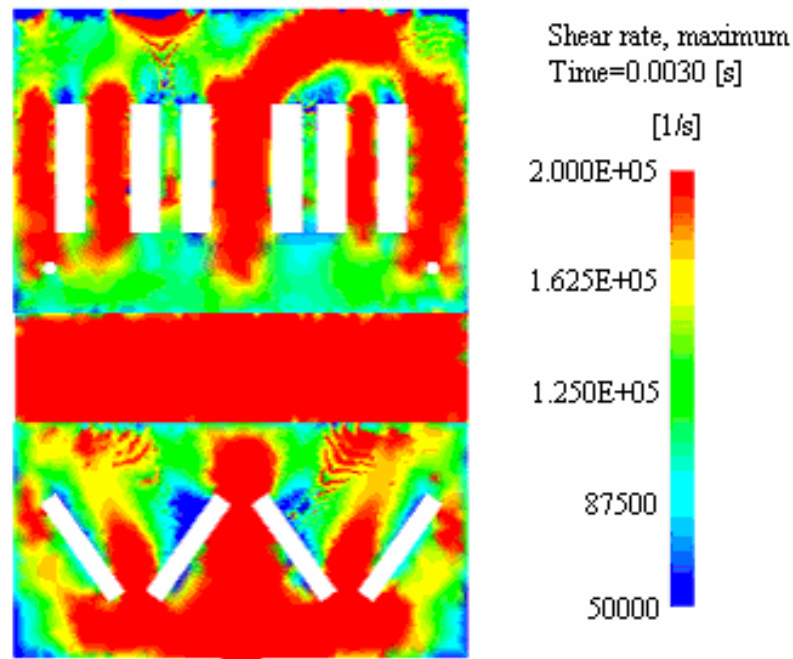 Shear rate, maximum
Time=0.0030 [s]
[1/s]
2.000E+05
1.625E+05
1.250E+05
87500
50000